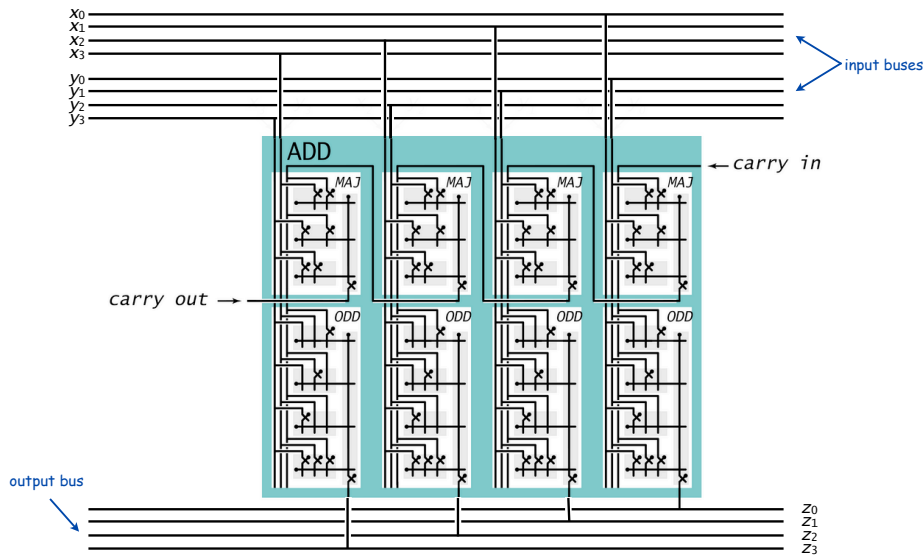 x0
x1
x2
x3
input buses
y0
y1
y2
y3
ADD
carry in
MAJ MAJ MAJ MAJ
carry out
ODD ODD ODD ODD
output bus
z0
z1
z2
z3